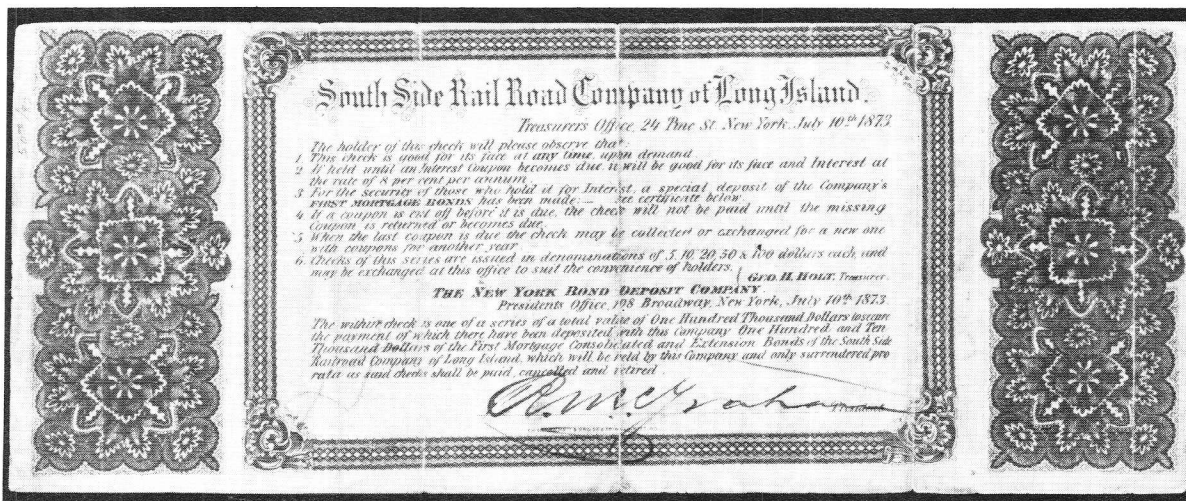 South Side Rail Road Company of Long Island.
Treasurers Office, 24 Pine St. New York, July 10th 1873.
The holder of this check will please observe that:
1 This check is good for its face at any time, upon demand
2 If held until an Interest Coupon becomes due it will be good for its face and Interest at
the rate of 8 per cent per annum
3 For the security of those who hold it for Interest, a special deposit of the Company's
FIRST MORTGAGE BONDS has been made:— see certificate below.
4 If a coupon is cut off before it is due, the check will not be paid until the missing
Coupon is returned or becomes due
5 When the last coupon is due the check may be collected or exchanged for a new one
with coupons for another year
6. Checks of this series are issued in denominations of 5, 10, 20, 50 & 100 dollars each and
may be exchanged at this office to suit the convenience of holders.
GEO. H. HOLT, Treasurer.
THE NEW YORK BOND DEPOSIT COMPANY
Presidents Office, 198 Broadway, New York, July 10th 1873.
The within check is one of a series of a total value of One Hundred Thousand Dollars to secure
the payment of which there have been deposited with this Company One Hundred and Ten
Thousand Dollars of the First Mortgage Consolidated and Extension Bonds of the South Side
Railroad Company of Long Island, which will be held by this Company and only surrendered pro
rata as said checks shall be paid, cancelled and retired.
R. McC. Graham President